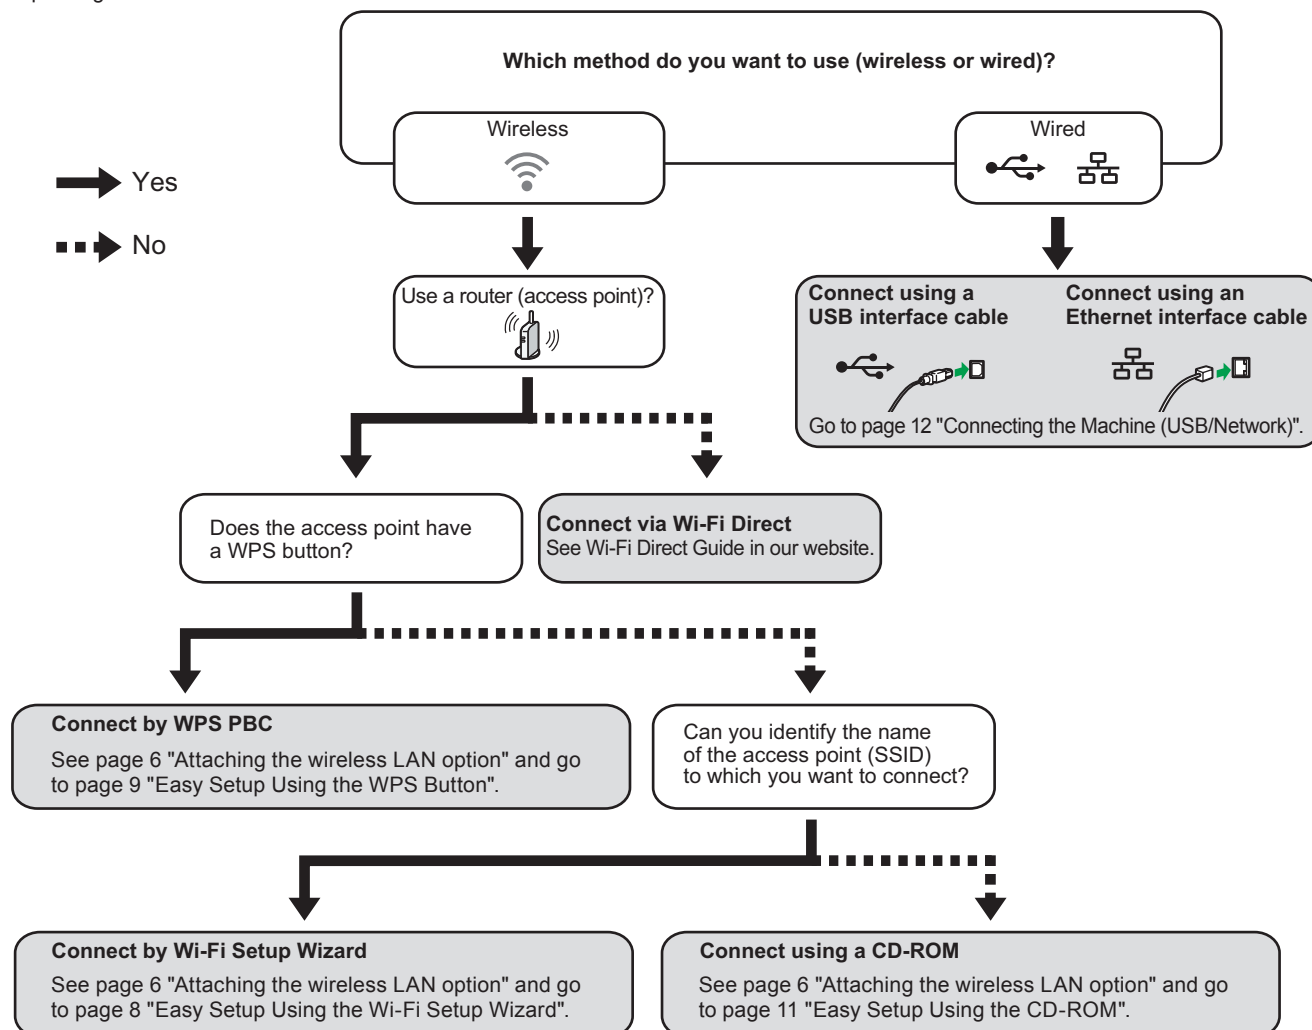 Which method do you want to use (wireless or wired)?
Wireless
Wired
Yes
No
Use a router (access point)?
Connect using a
USB interface cable
Connect using an
Ethernet interface cable
Go to page 12 "Connecting the Machine (USB/Network)".
Does the access point have
a WPS button?
Connect via Wi-Fi Direct
See Wi-Fi Direct Guide in our website.
Connect by WPS PBC
See page 6 "Attaching the wireless LAN option" and go
to page 9 "Easy Setup Using the WPS Button".
Can you identify the name
of the access point (SSID)
to which you want to connect?
Connect by Wi-Fi Setup Wizard
See page 6 "Attaching the wireless LAN option" and go
to page 8 "Easy Setup Using the Wi-Fi Setup Wizard".
Connect using a CD-ROM
See page 6 "Attaching the wireless LAN option" and go
to page 11 "Easy Setup Using the CD-ROM".